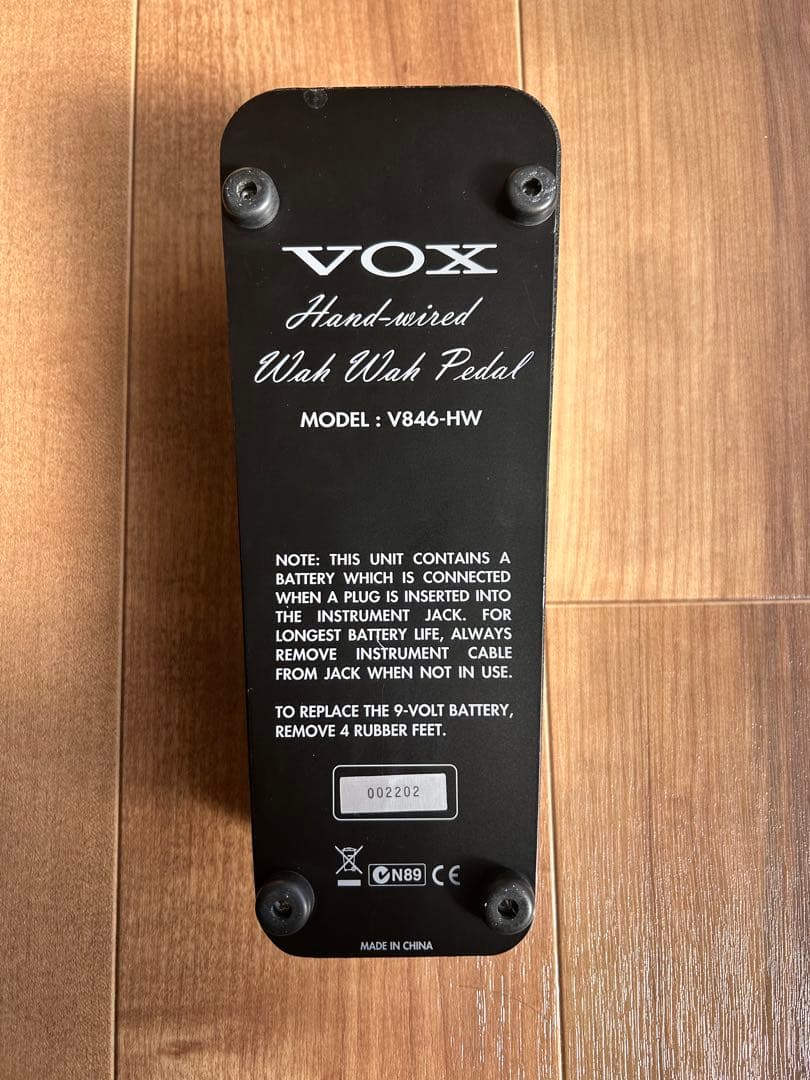 VOX
Hand-wired
Wah Wah Pedal
MODEL : V846-HW
NOTE: THIS UNIT CONTAINS A
BATTERY WHICH IS CONNECTED
WHEN A PLUG IS INSERTED INTO
THE INSTRUMENT JACK. FOR
LONGEST BATTERY LIFE, ALWAYS
REMOVE INSTRUMENT CABLE
FROM JACK WHEN NOT IN USE.
TO REPLACE THE 9-VOLT BATTERY,
REMOVE 4 RUBBER FEET.
002202
N89 CE
MADE IN CHINA